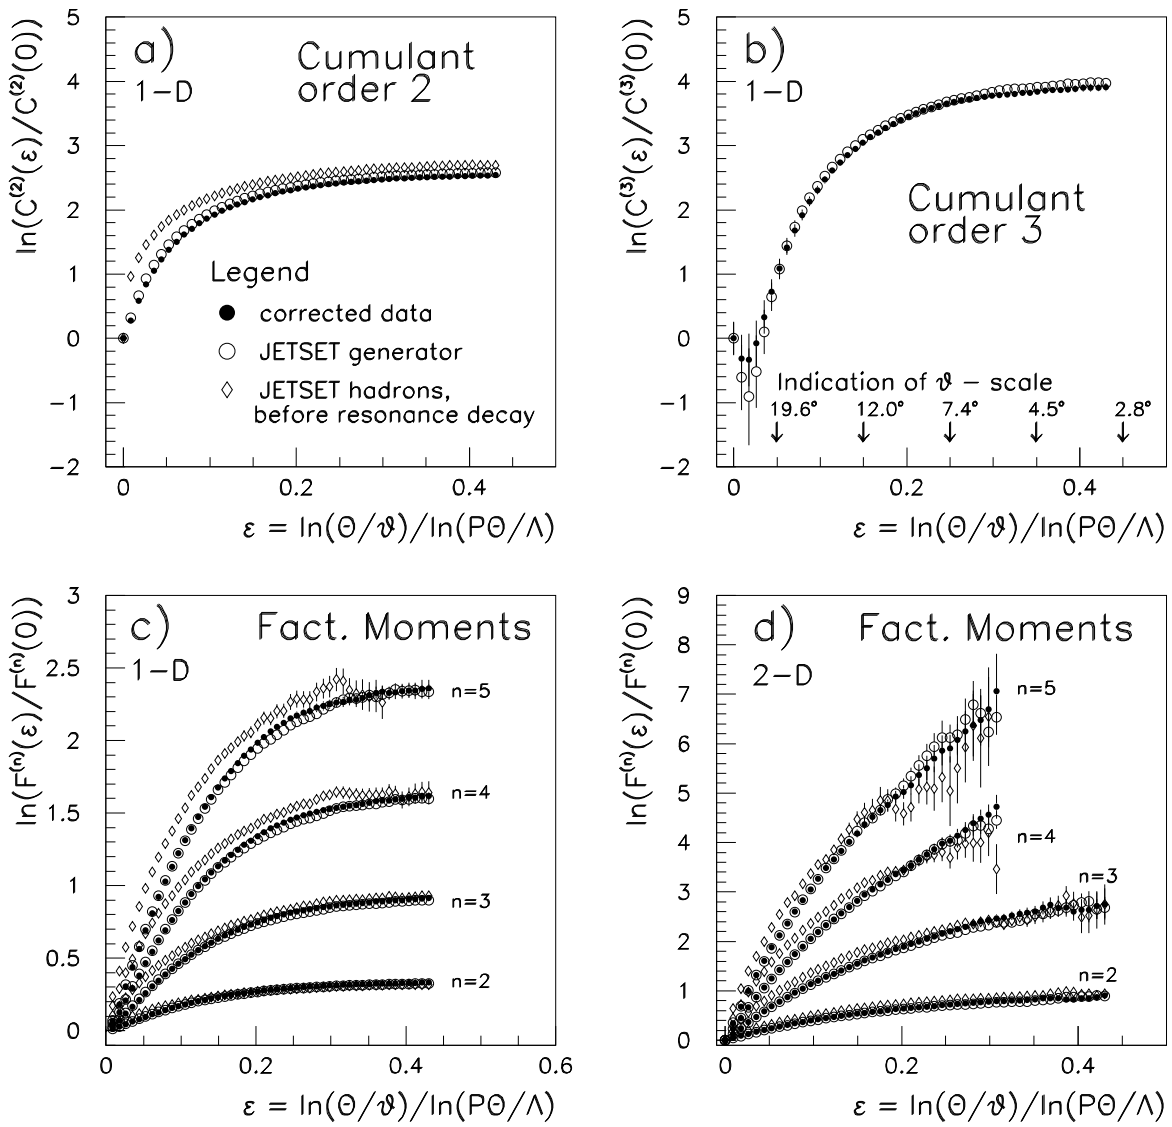 a)
1-D
Cumulant
order 2
ln(C⁽²⁾(ε)/C⁽²⁾(0))
5
4
3
2
1
0
-1
-2
Legend
corrected data
JETSET generator
JETSET hadrons,
before resonance decay
0 0.2 0.4
ε = ln(Θ/ϑ)/ln(PΘ/Λ)
b)
1-D
ln(C⁽³⁾(ε)/C⁽³⁾(0))
5
4
3
2
1
0
-1
-2
Cumulant
order 3
Indication of ϑ - scale
19.6° 12.0° 7.4° 4.5° 2.8°
0 0.2 0.4
ε = ln(Θ/ϑ)/ln(PΘ/Λ)
c)
1-D
Fact. Moments
ln(F⁽ⁿ⁾(ε)/F⁽ⁿ⁾(0))
3
2.5
2
1.5
1
0.5
0
n=5
n=4
n=3
n=2
0 0.2 0.4 0.6
ε = ln(Θ/ϑ)/ln(PΘ/Λ)
d)
2-D
Fact. Moments
ln(F⁽ⁿ⁾(ε)/F⁽ⁿ⁾(0))
9
8
7
6
5
4
3
2
1
0
n=5
n=4
n=3
n=2
0 0.2 0.4
ε = ln(Θ/ϑ)/ln(PΘ/Λ)